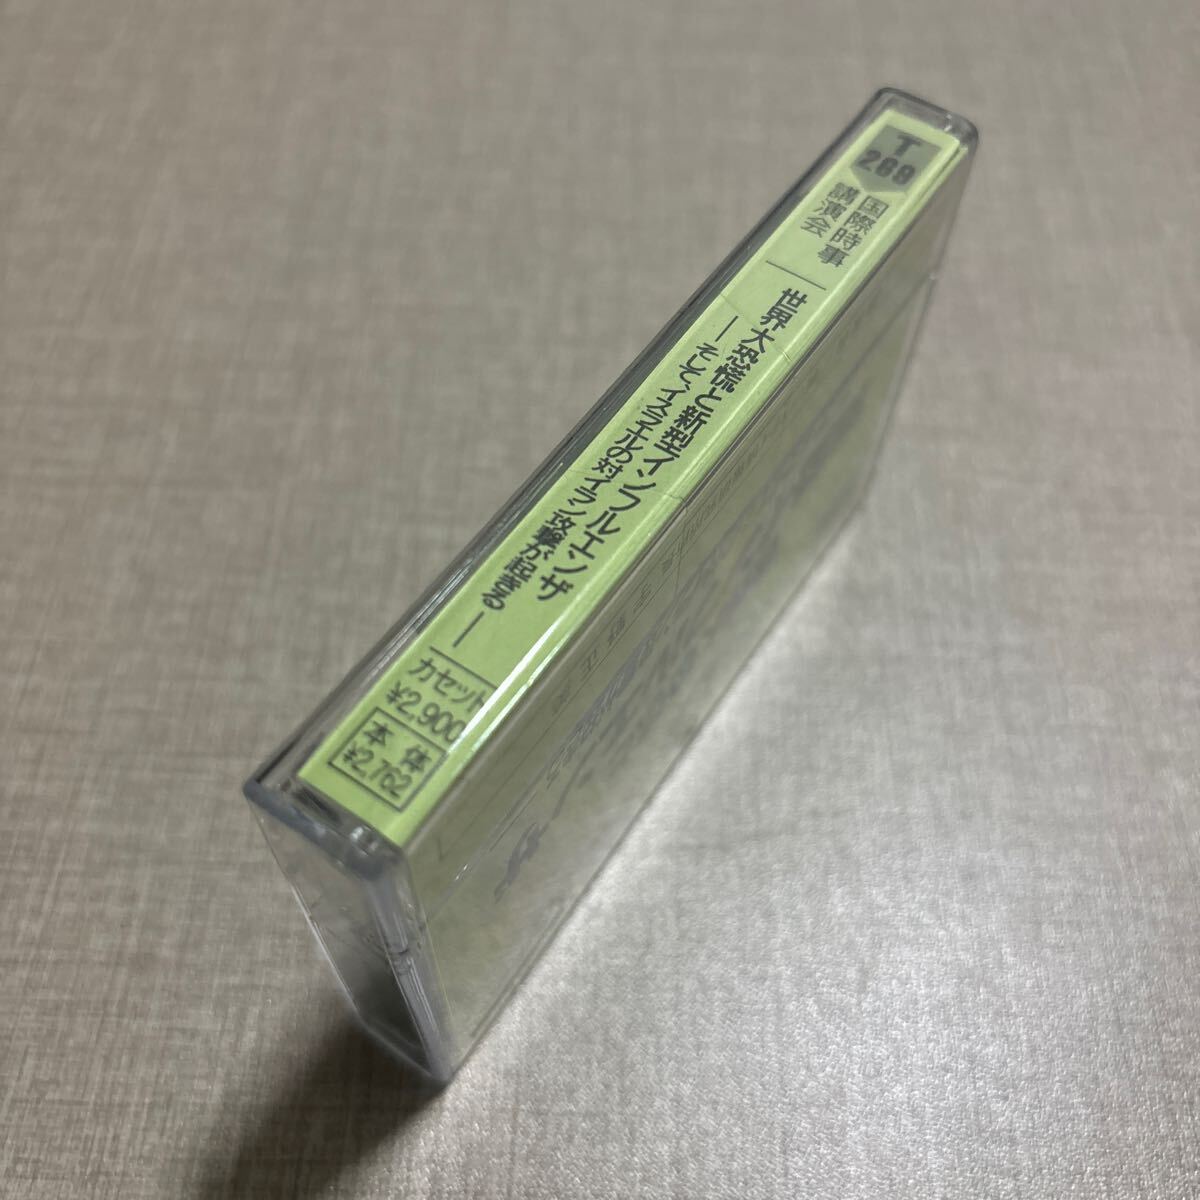 T
269
国際時事
講演会
世界大恐慌と新型インフルエンザ
―そして、イスラエルの対イラン攻撃が起きる―
カセット
¥2,900
本体
¥2,762